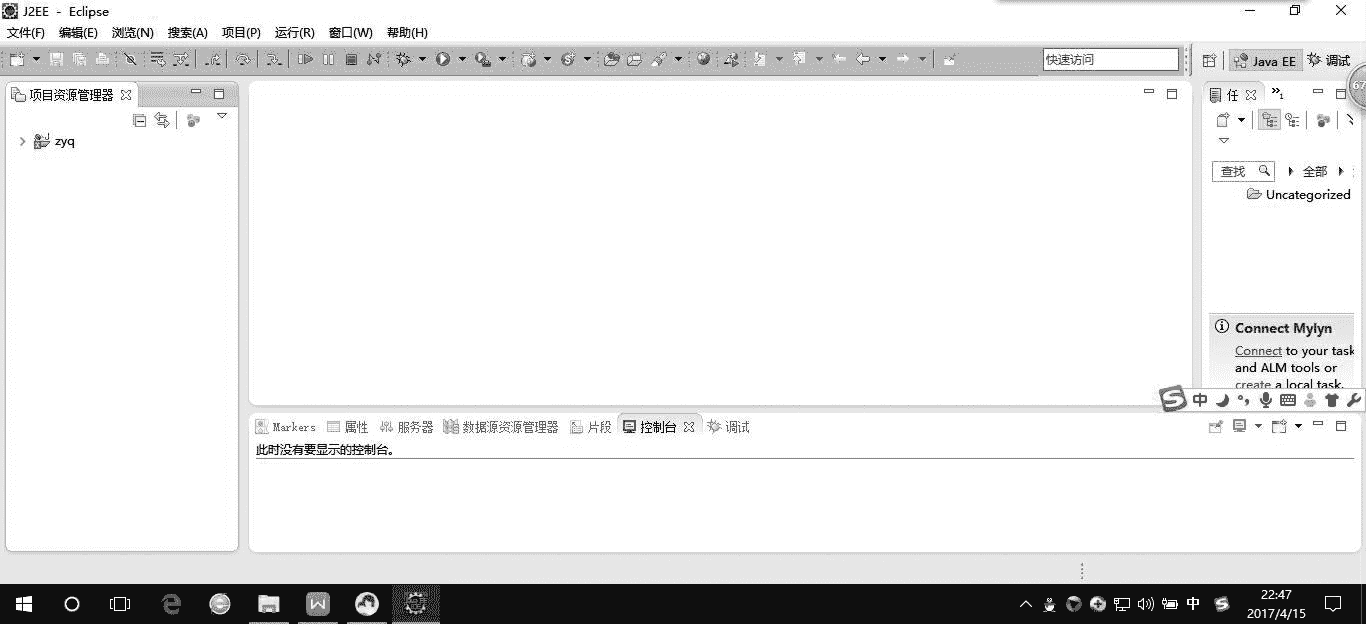 J2EE - Eclipse
文件(F) 编辑(E) 浏览(N) 搜索(A) 项目(P) 运行(R) 窗口(W) 帮助(H)
快速访问
Java EE 调试
67
项目资源管理器
zyq
任
»1
查找 全部
Uncategorized
Connect Mylyn
Connect to your task
and ALM tools or
create a local task.
中
Markers 属性 服务器 数据源资源管理器 片段 控制台 调试
此时没有要显示的控制台。
中
22:47
2017/4/15